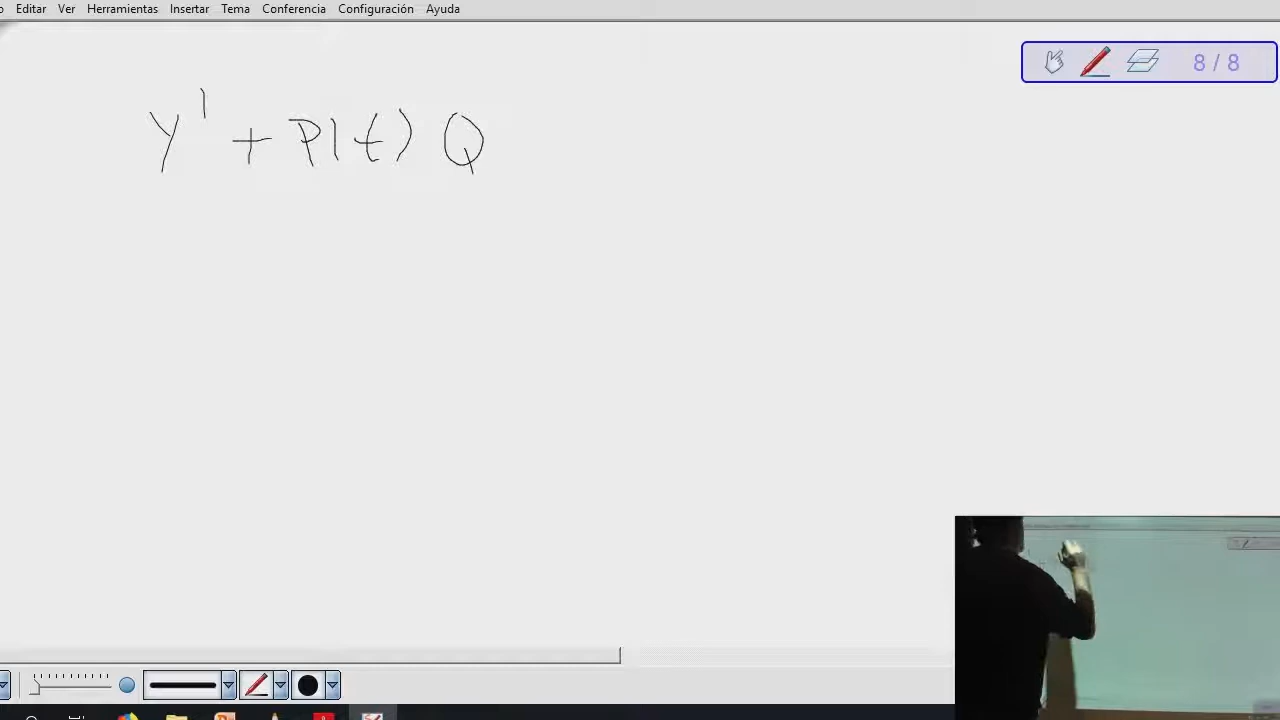 Editar Ver Herramientas Insertar Tema Conferencia Configuración Ayuda
8 / 8
y' + P(t) Q